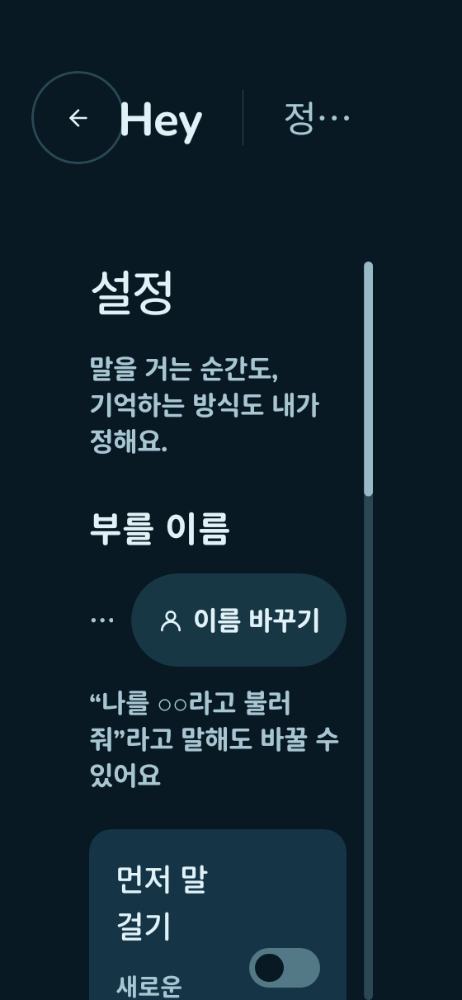 Hey
정…
설정
말을 거는 순간도,
기억하는 방식도 내가
정해요.
부를 이름
…
이름 바꾸기
“나를 ○○라고 불러
줘”라고 말해도 바꿀 수
있어요
먼저 말
걸기
새로운